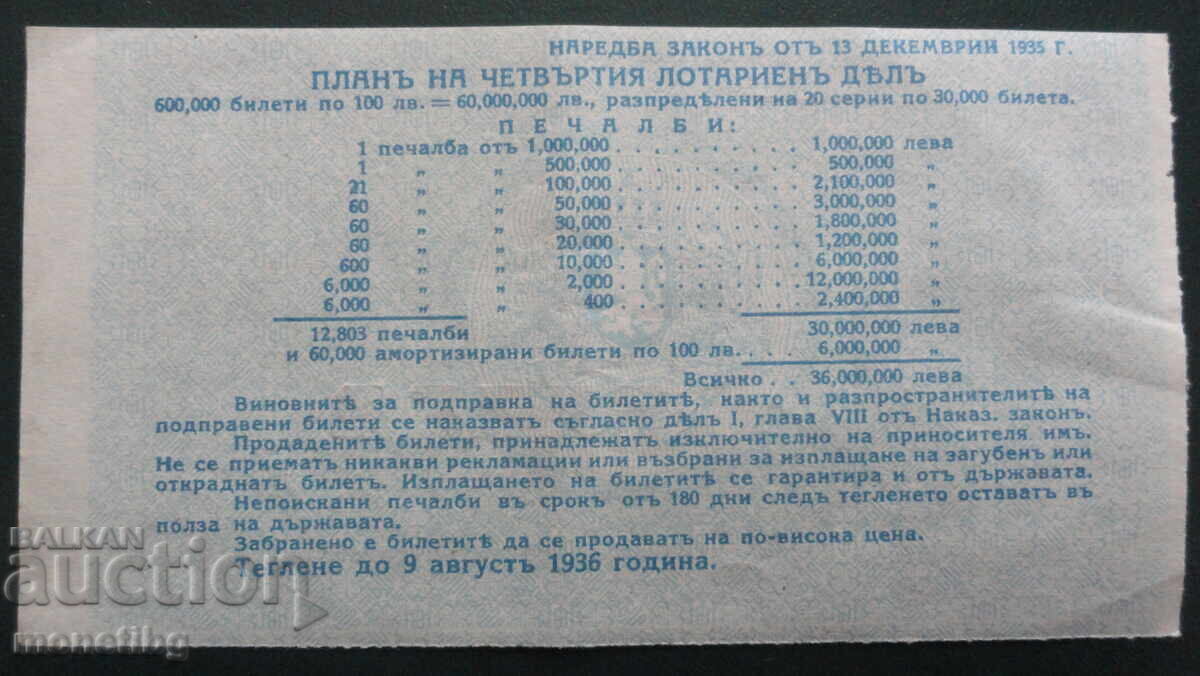 НАРЕДБА ЗАКОНЪ ОТЪ 13 ДЕКЕМВРИИ 1935 Г.
ПЛАНЪ НА ЧЕТВЪРТИЯ ЛОТАРИЕНЪ ДѢЛЪ
600,000 билети по 100 лв. = 60,000,000 лв., разпредѣлени на 20 серии по 30,000 билета.
ПЕЧАЛБИ:
1 печалба отъ 1,000,000 . . . . . . . . . . 1,000,000 лева
1 „ „ 500,000 . . . . . . . . . . 500,000 „
21 „ „ 100,000 . . . . . . . . . . 2,100,000 „
60 „ „ 50,000 . . . . . . . . . . 3,000,000 „
60 „ „ 30,000 . . . . . . . . . . 1,800,000 „
60 „ „ 20,000 . . . . . . . . . . 1,200,000 „
600 „ „ 10,000 . . . . . . . . . . 6,000,000 „
6,000 „ „ 2,000 . . . . . . . . . . 12,000,000 „
6,000 „ „ 400 . . . . . . . . . . 2,400,000 „
12,803 печалби 30,000,000 лева
и 60,000 амортизирани билети по 100 лв. . . . 6,000,000 „
Всичко . . 36,000,000 лева
Виновнитѣ за подправка на билетитѣ, както и разпространителитѣ на
подправени билети се наказватъ съгласно дѣлъ I, глава VIII отъ Наказ. законъ.
Продаденитѣ билети, принадлежатъ изключително на приносителя имъ.
Не се приематъ никакви рекламации или възбрани за изплащане на загубенъ или
откраднатъ билетъ. Изплащането на билетитѣ се гарантира и отъ държавата.
Непоискани печалби въ срокъ отъ 180 дни следъ тегленето оставатъ въ
полза на държавата.
Забранено е билетитѣ да се продаватъ на по-висока цена.
Теглене до 9 августъ 1936 година.
BALKAN
auction
monetibg